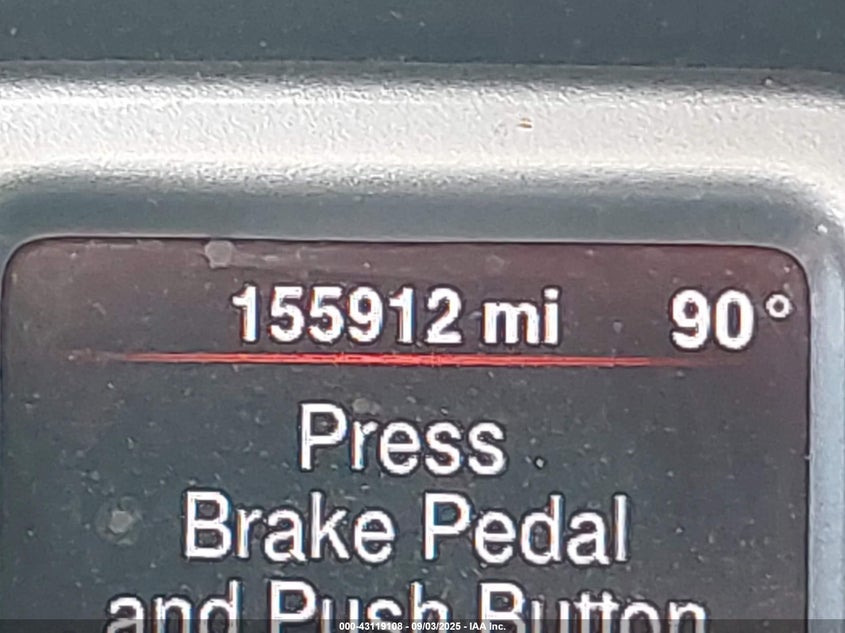 155912 mi 90°
Press
Brake Pedal
and Push Button
000-43119108 - 09/03/2025 - IAA Inc.